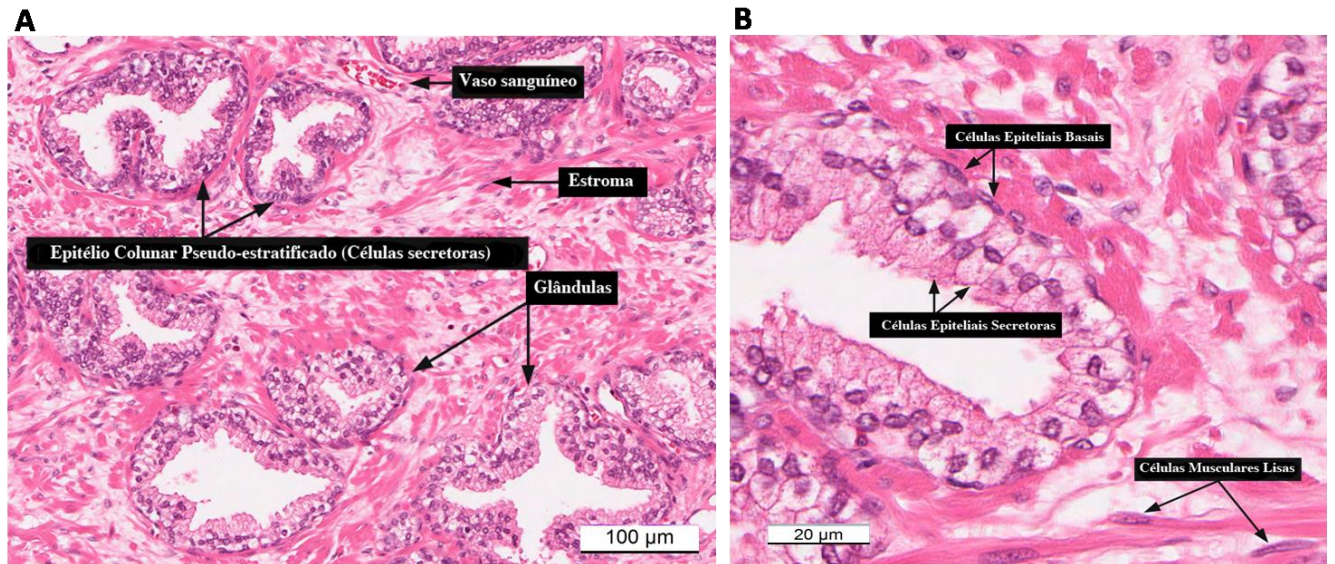 A
Vaso sanguíneo
Estroma
Epitélio Colunar Pseudo-estratificado (Células secretoras)
Glândulas
100 µm
B
Células Epiteliais Basais
Células Epiteliais Secretoras
Células Musculares Lisas
20 µm